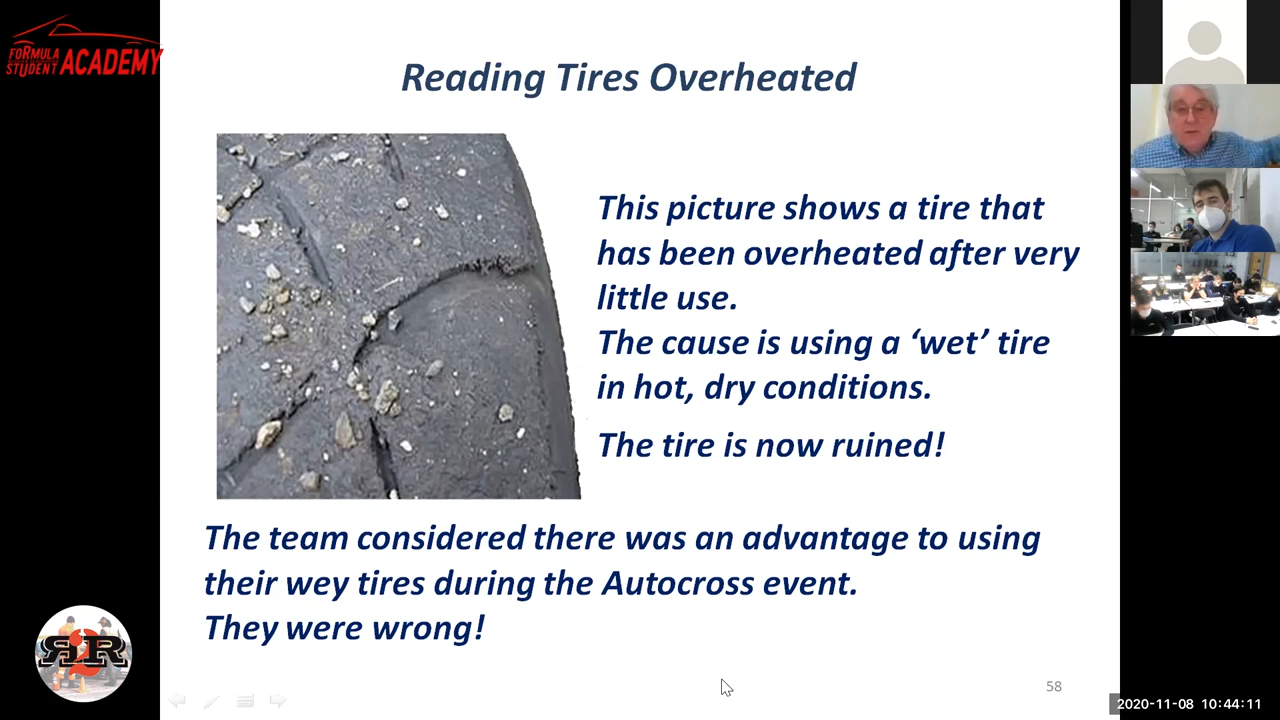 FORMULA
STUDENT ACADEMY
Reading Tires Overheated
This picture shows a tire that
has been overheated after very
little use.
The cause is using a ‘wet’ tire
in hot, dry conditions.
The tire is now ruined!
The team considered there was an advantage to using
their wey tires during the Autocross event.
They were wrong!
R2R
58
2020-11-08 10:44:11